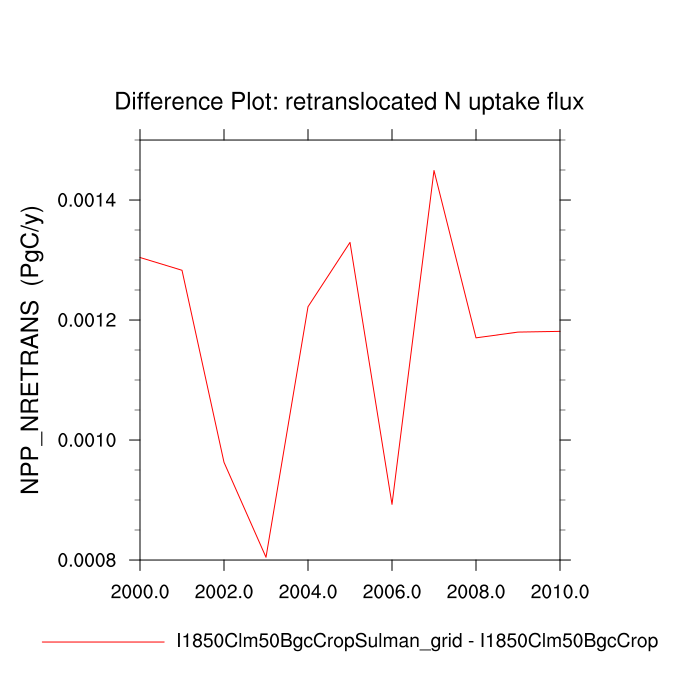 Difference Plot: retranslocated N uptake flux
NPP_NRETRANS (PgC/y)
0.0014
0.0012
0.0010
0.0008
2000.0 2002.0 2004.0 2006.0 2008.0 2010.0
I1850Clm50BgcCropSulman_grid - I1850Clm50BgcCrop